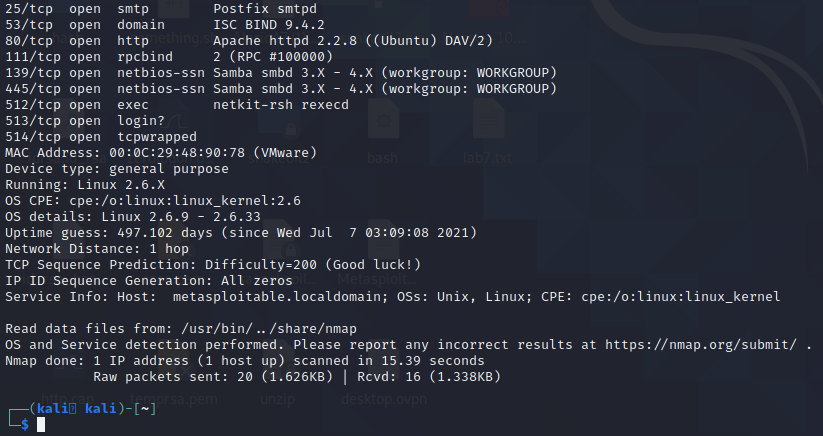 25/tcp  open  smtp        Postfix smtpd
53/tcp  open  domain      ISC BIND 9.4.2
80/tcp  open  http        Apache httpd 2.2.8 ((Ubuntu) DAV/2)
111/tcp open  rpcbind     2 (RPC #100000)
139/tcp open  netbios-ssn Samba smbd 3.X - 4.X (workgroup: WORKGROUP)
445/tcp open  netbios-ssn Samba smbd 3.X - 4.X (workgroup: WORKGROUP)
512/tcp open  exec        netkit-rsh rexecd
513/tcp open  login?
514/tcp open  tcpwrapped
bash
lab7.txt
MAC Address: 00:0C:29:48:90:78 (VMware)
Device type: general purpose
Running: Linux 2.6.X
OS CPE: cpe:/o:linux:linux_kernel:2.6
OS details: Linux 2.6.9 - 2.6.33
Uptime guess: 497.102 days (since Wed Jul  7 03:09:08 2021)
Network Distance: 1 hop
TCP Sequence Prediction: Difficulty=200 (Good luck!)
IP ID Sequence Generation: All zeros
Service Info: Host:  metasploitable.localdomain; OSs: Unix, Linux; CPE: cpe:/o:linux:linux_kernel
Read data files from: /usr/bin/../share/nmap
OS and Service detection performed. Please report any incorrect results at https://nmap.org/submit/ .
Nmap done: 1 IP address (1 host up) scanned in 15.39 seconds
Raw packets sent: 20 (1.626KB) | Rcvd: 16 (1.338KB)
http.cap
unzip
desktop.ovpn
(kali kali)-[~]
$